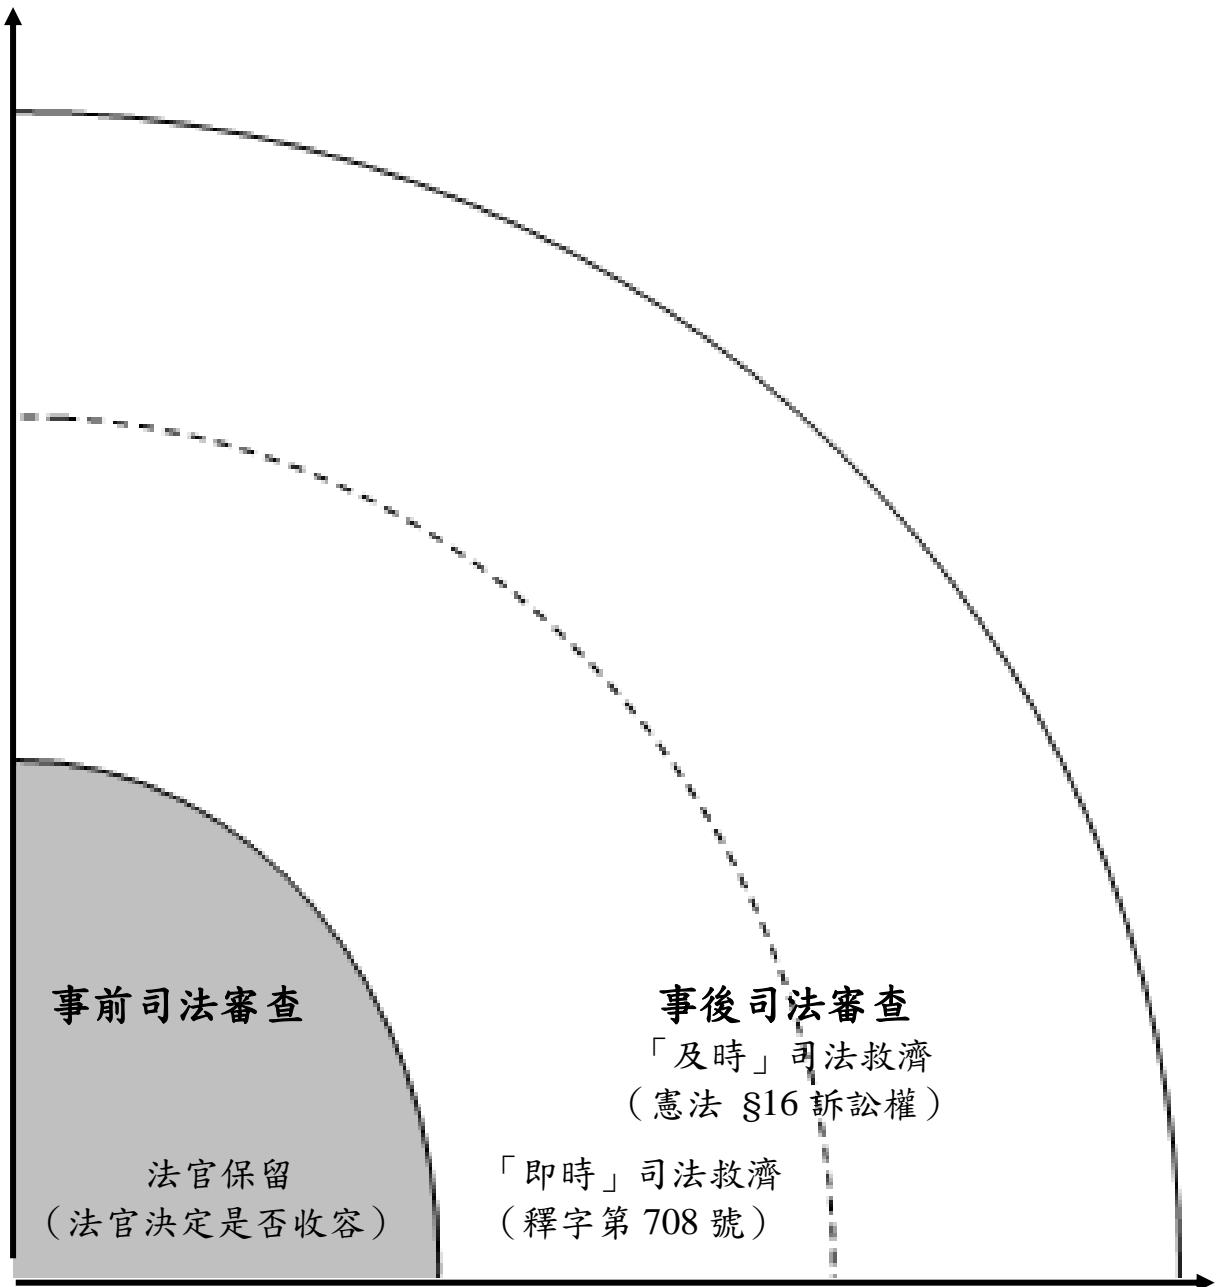 事前司法審查
事後司法審查
「及時」司法救濟
（憲法 §16 訴訟權）
法官保留
（法官決定是否收容）
「即時」司法救濟
（釋字第 708 號）